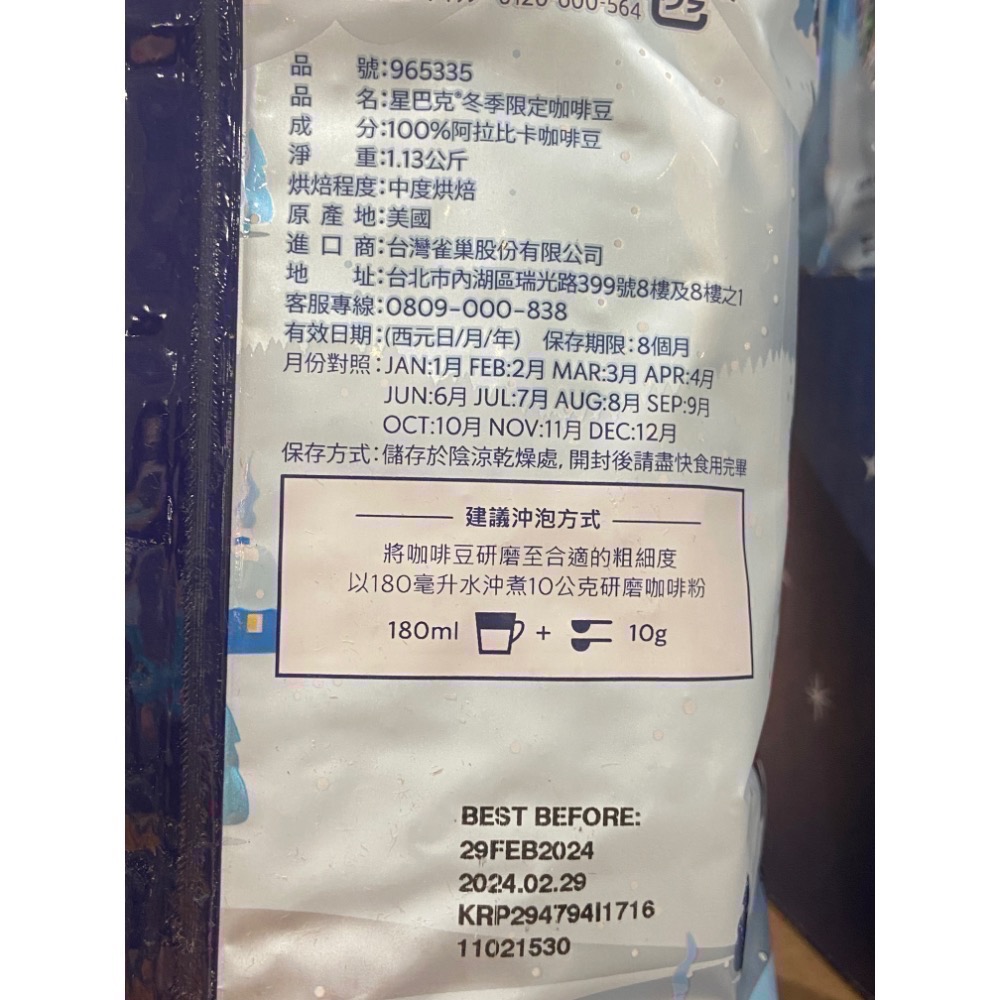 0120-600-564
プラ
品 號:965335
品 名:星巴克®冬季限定咖啡豆
成 分:100%阿拉比卡咖啡豆
淨 重:1.13公斤
烘焙程度:中度烘焙
原 產 地:美國
進 口 商:台灣雀巢股份有限公司
地 址:台北市內湖區瑞光路399號8樓及8樓之1
客服專線:0809-000-838
有效日期:(西元日/月/年) 保存期限:8個月
月份對照:JAN:1月 FEB:2月 MAR:3月 APR:4月
JUN:6月 JUL:7月 AUG:8月 SEP:9月
OCT:10月 NOV:11月 DEC:12月
保存方式:儲存於陰涼乾燥處, 開封後請盡快食用完畢
建議沖泡方式
將咖啡豆研磨至合適的粗細度
以180毫升水沖煮10公克研磨咖啡粉
180ml + 10g
BEST BEFORE:
29FEB2024
2024.02.29
KRP294794I1716
11021530